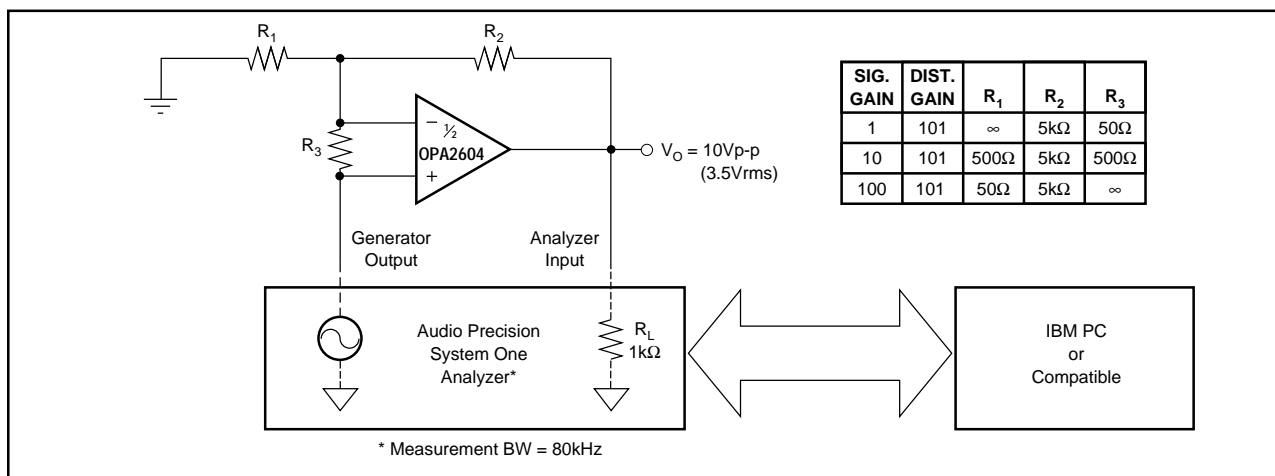 R1
R2
R3
− ½
OPA2604
+
VO = 10Vp-p
(3.5Vrms)
SIG. GAIN DIST. GAIN R1 R2 R3
1 101 ∞ 5kΩ 50Ω
10 101 500Ω 5kΩ 500Ω
100 101 50Ω 5kΩ ∞
Generator
Output
Analyzer
Input
Audio Precision
System One
Analyzer*
RL
1kΩ
IBM PC
or
Compatible
* Measurement BW = 80kHz